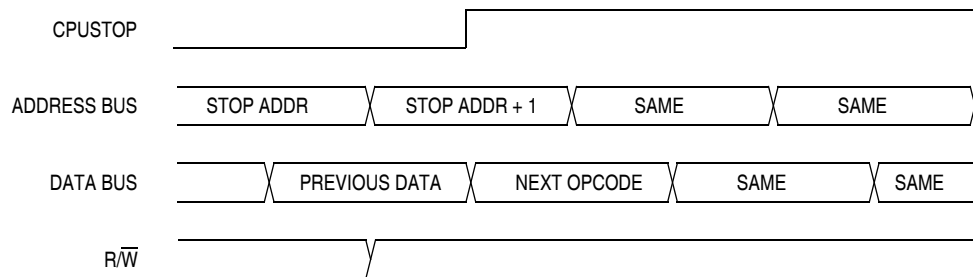 CPUSTOP
ADDRESS BUS STOP ADDR STOP ADDR + 1 SAME SAME
DATA BUS PREVIOUS DATA NEXT OPCODE SAME SAME
R/W̅